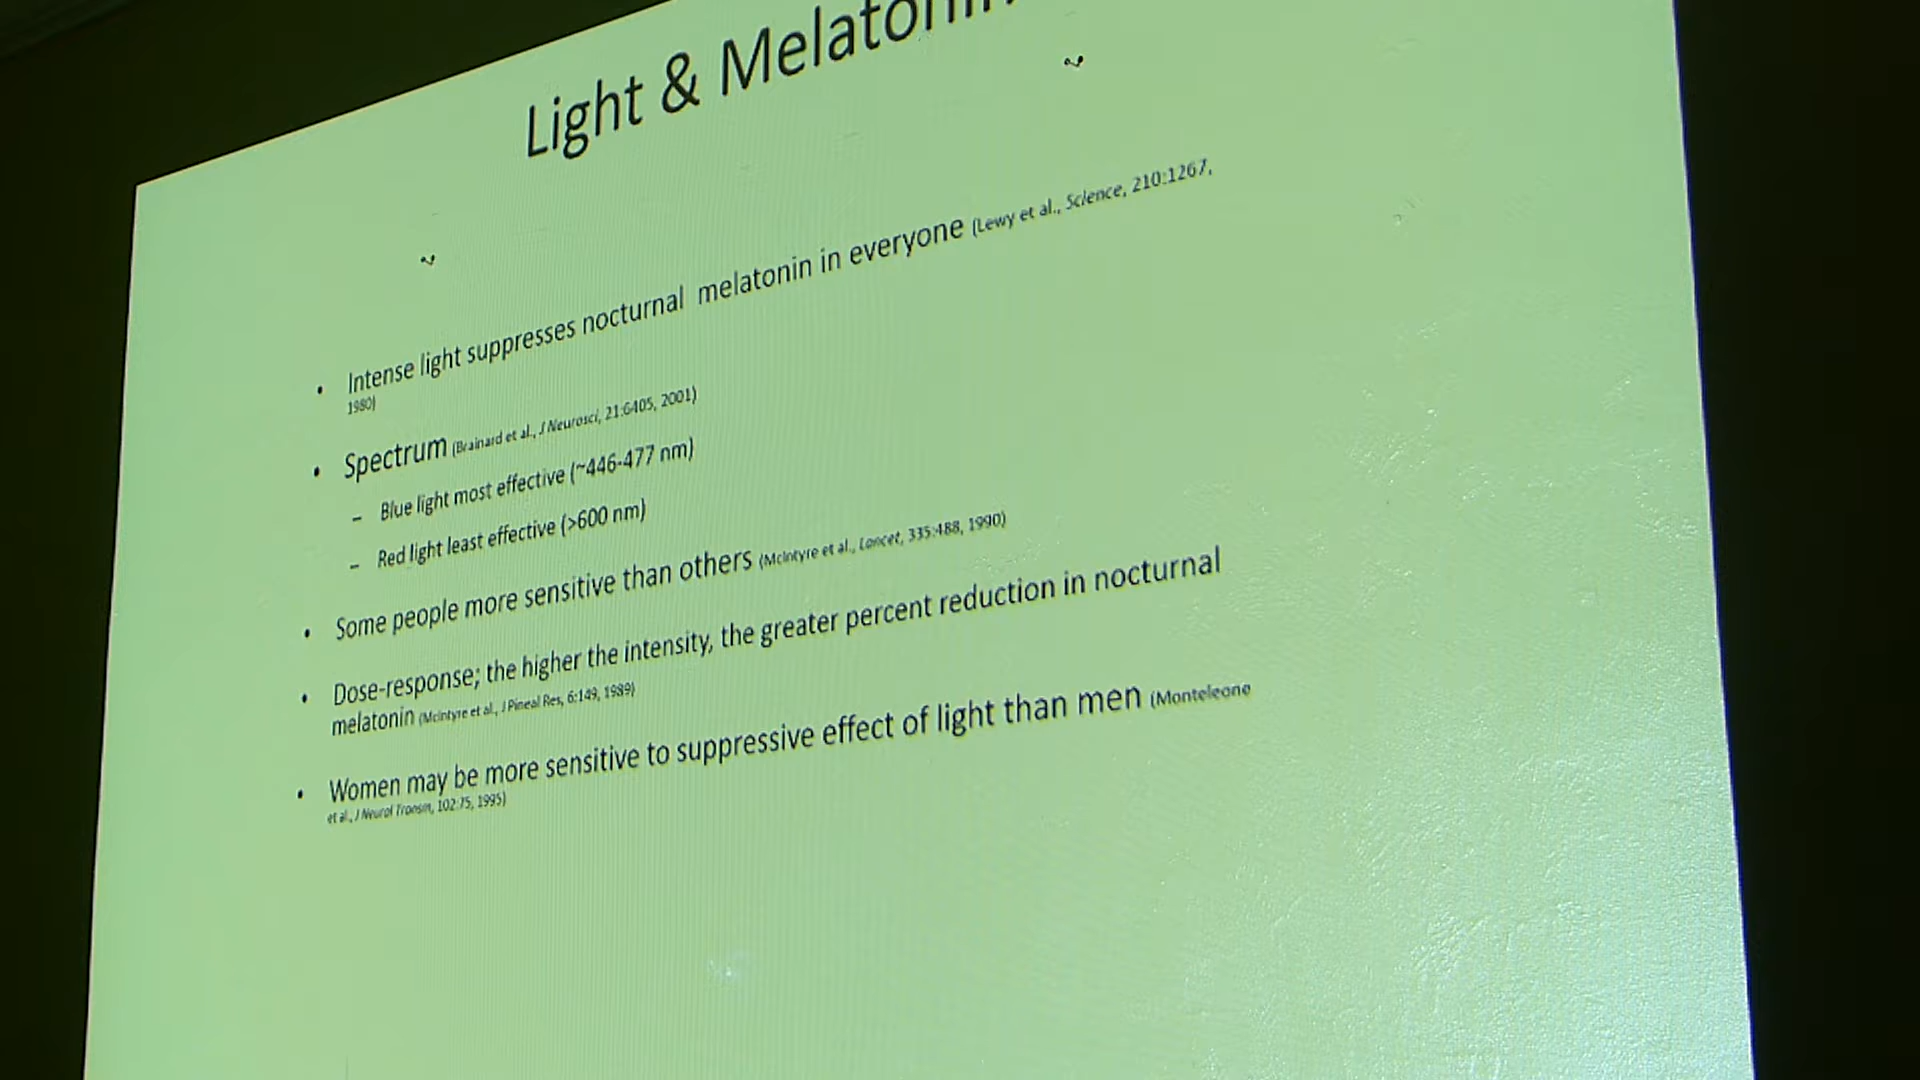 Light & Melatonin
• Intense light suppresses nocturnal melatonin in everyone (Lewy et al., Science, 210:1267,
1980)
• Spectrum (Brainard et al., J Neurosci, 21:6405, 2001)
– Blue light most effective (~446-477 nm)
– Red light least effective (>600 nm)
• Some people more sensitive than others (McIntyre et al., Lancet, 335:488, 1990)
• Dose-response; the higher the intensity, the greater percent reduction in nocturnal
melatonin (McIntyre et al., J Pineal Res, 6:149, 1989)
• Women may be more sensitive to suppressive effect of light than men (Monteleone
et al., J Neurol Transm, 102:75, 1995)